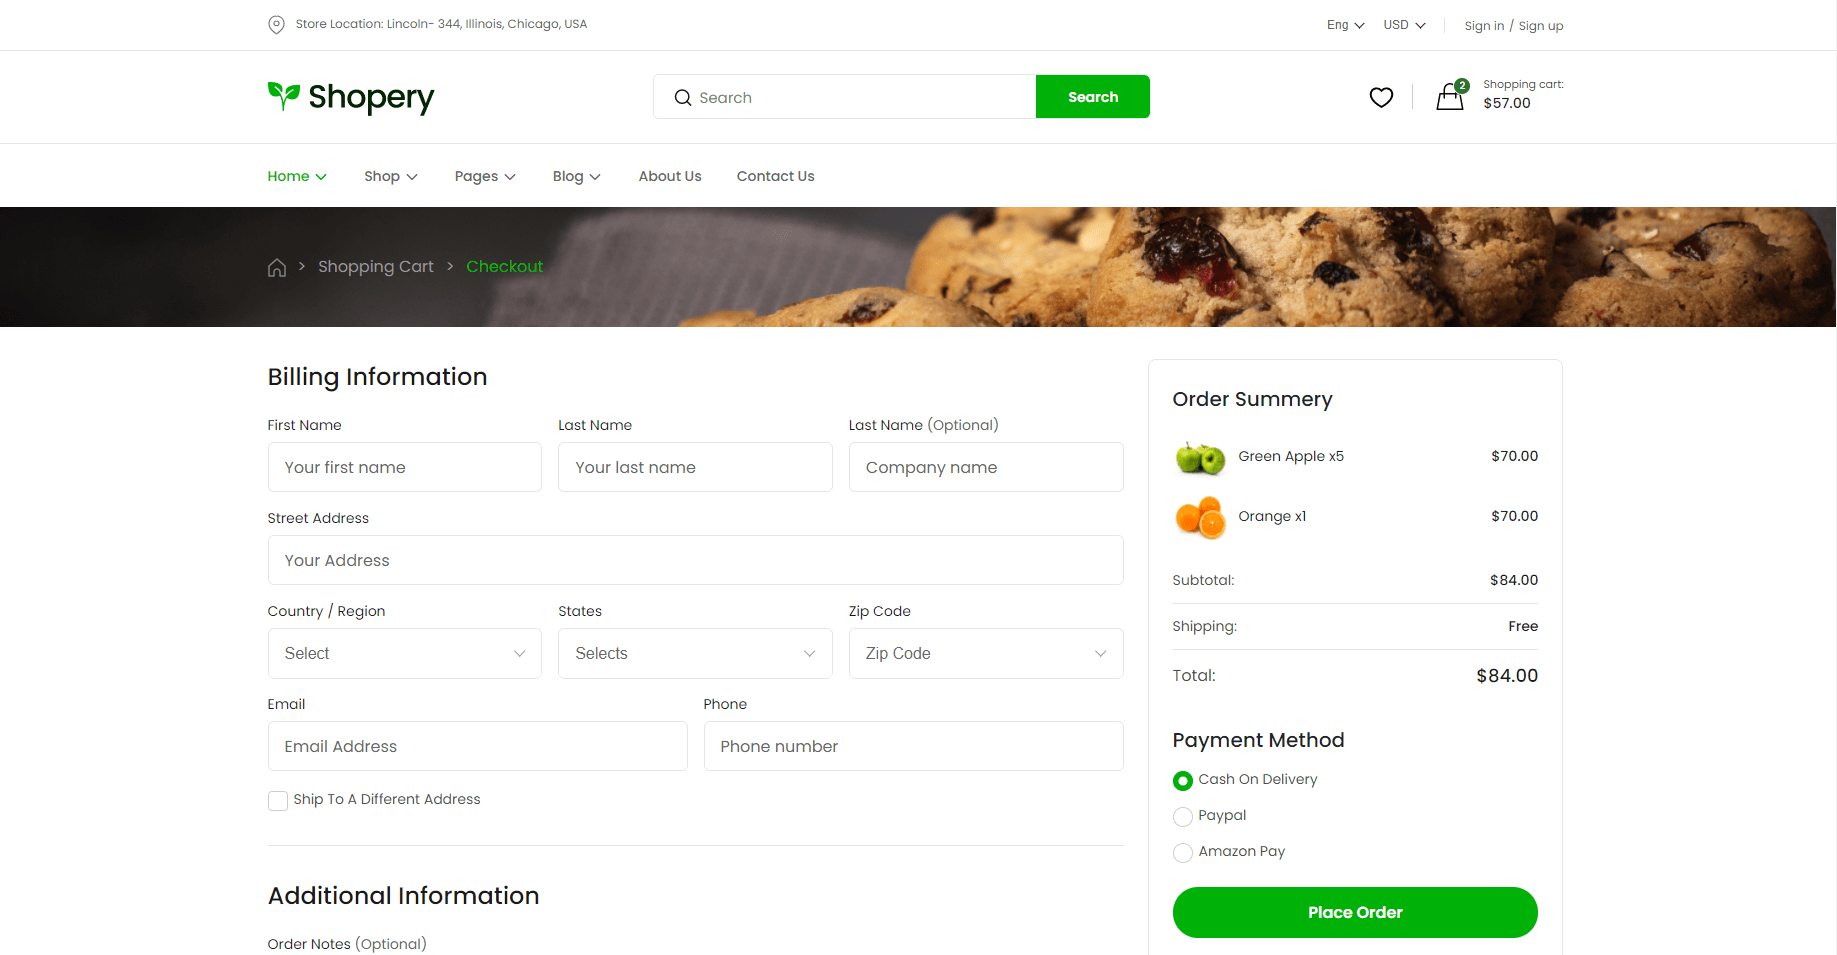 Store Location: Lincoln- 344, Illinois, Chicago, USA
Eng USD Sign in / Sign up
Shopery
Search Search
2
Shopping cart:
$57.00
Home Shop Pages Blog About Us Contact Us
> Shopping Cart > Checkout
Billing Information
First Name Last Name Last Name (Optional)
Your first name Your last name Company name
Street Address
Your Address
Country / Region States Zip Code
Select Selects Zip Code
Email Phone
Email Address Phone number
Ship To A Different Address
Additional Information
Order Notes (Optional)
Order Summery
Green Apple x5 $70.00
Orange x1 $70.00
Subtotal: $84.00
Shipping: Free
Total: $84.00
Payment Method
Cash On Delivery
Paypal
Amazon Pay
Place Order